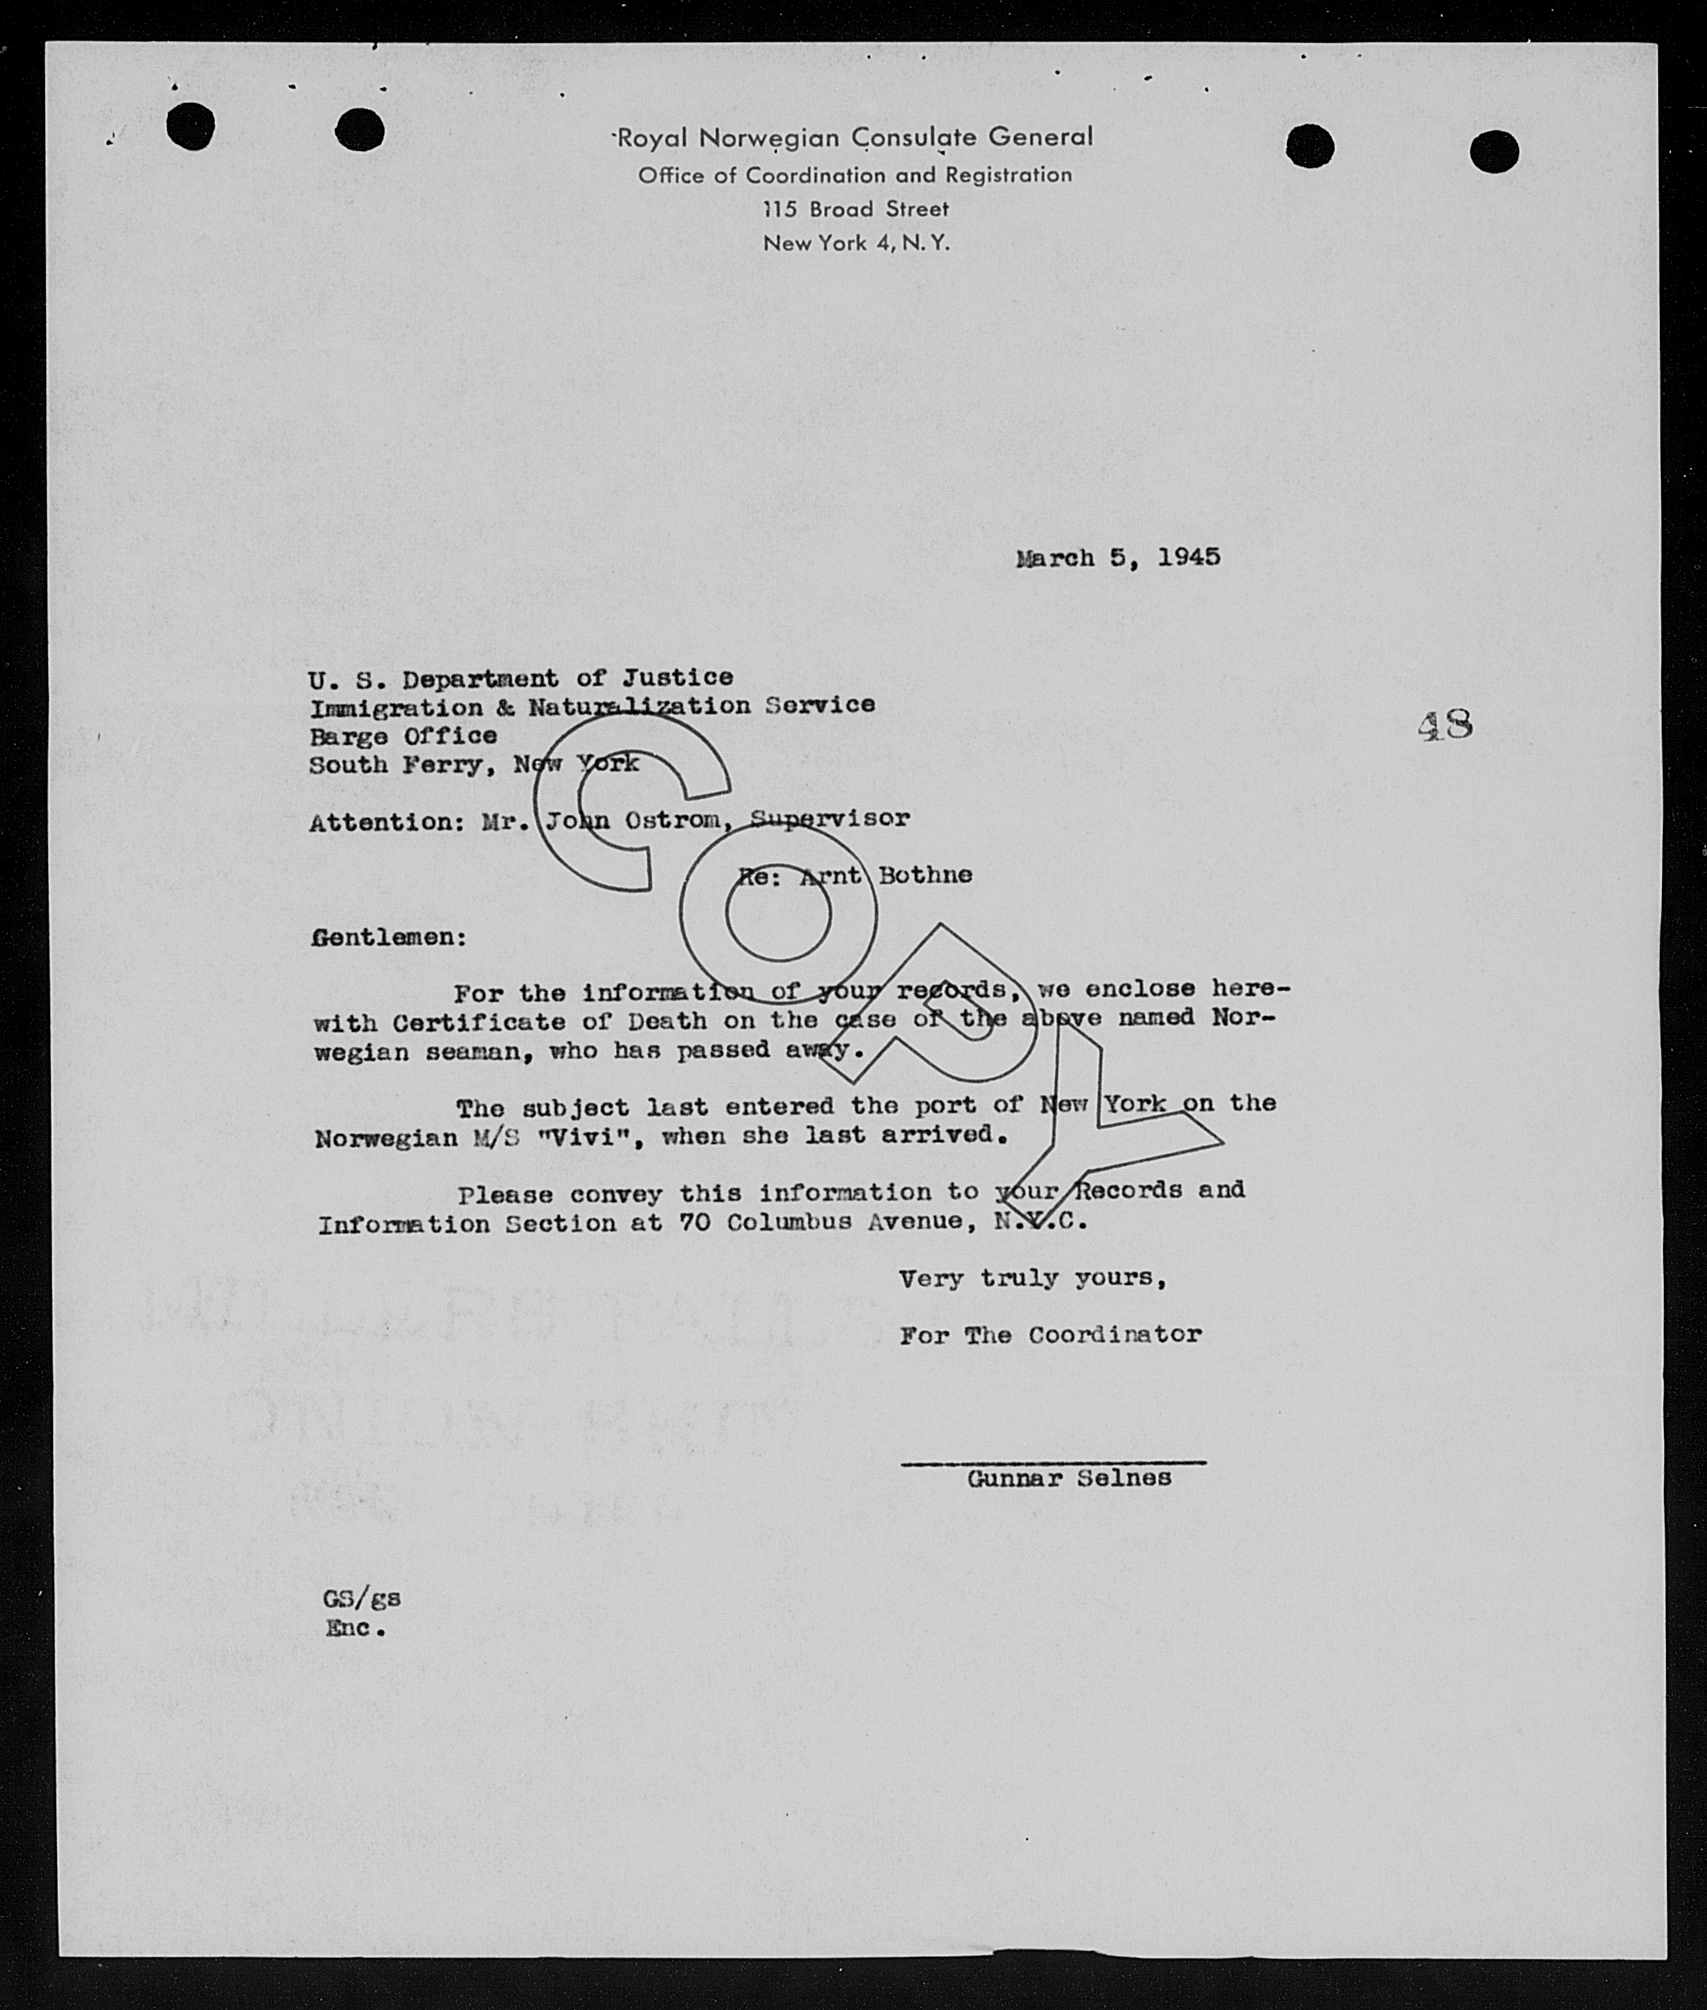 Royal Norwegian Consulate General
Office of Coordination and Registration
115 Broad Street
New York 4, N. Y.
March 5, 1945
U. S. Department of Justice
Immigration & Naturalization Service
Barge Office
South Ferry, New York
48
Attention: Mr. John Ostrom, Supervisor
Re: Arnt Bothne
Gentlemen:
For the information of your records, we enclose here-
with Certificate of Death on the case of the above named Nor-
wegian seaman, who has passed away.
The subject last entered the port of New York on the
Norwegian M/S "Vivi", when she last arrived.
Please convey this information to your Records and
Information Section at 70 Columbus Avenue, N.Y.C.
COPY
Very truly yours,
For The Coordinator
Gunnar Selnes
GS/gs
Enc.